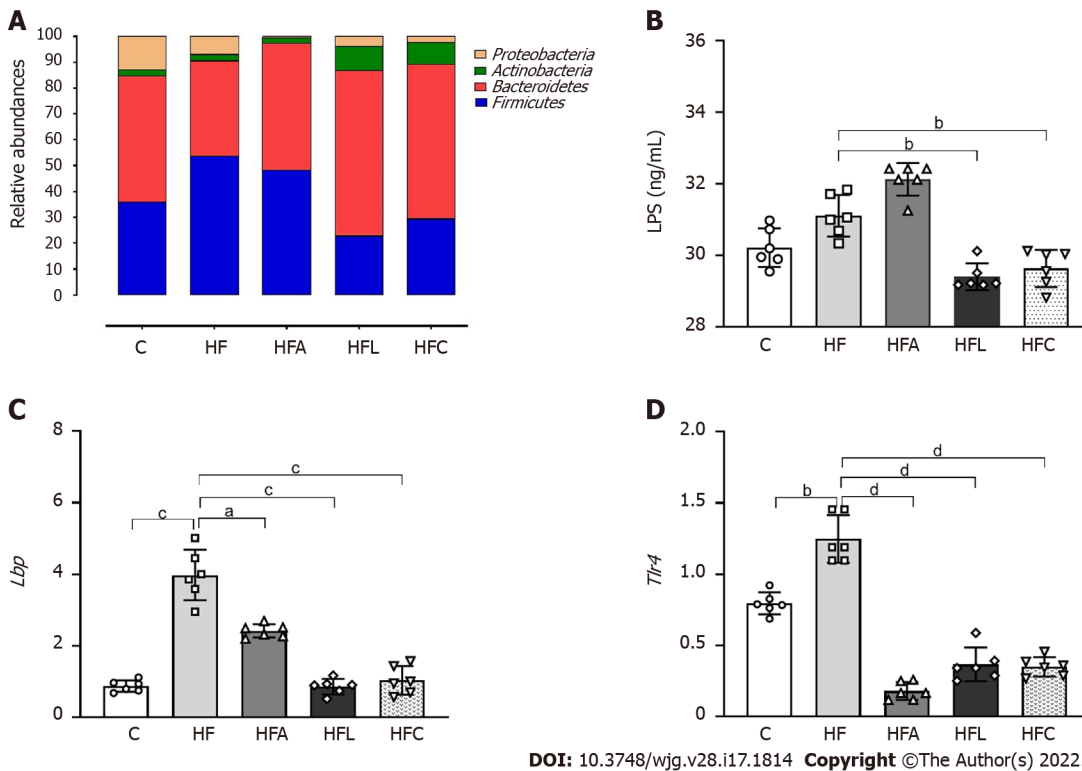 A
Relative abundances
100
90
80
70
60
50
40
30
20
10
0
C HF HFA HFL HFC
Proteobacteria
Actinobacteria
Bacteroidetes
Firmicutes
B
LPS (ng/mL)
36
34
32
30
28
b
b
C HF HFA HFL HFC
C
Lbp
8
6
4
2
0
c
c
c a
C HF HFA HFL HFC
D
Tlr4
2.0
1.5
1.0
0.5
0
d
d
b d
C HF HFA HFL HFC
DOI: 10.3748/wjg.v28.i17.1814 Copyright ©The Author(s) 2022.